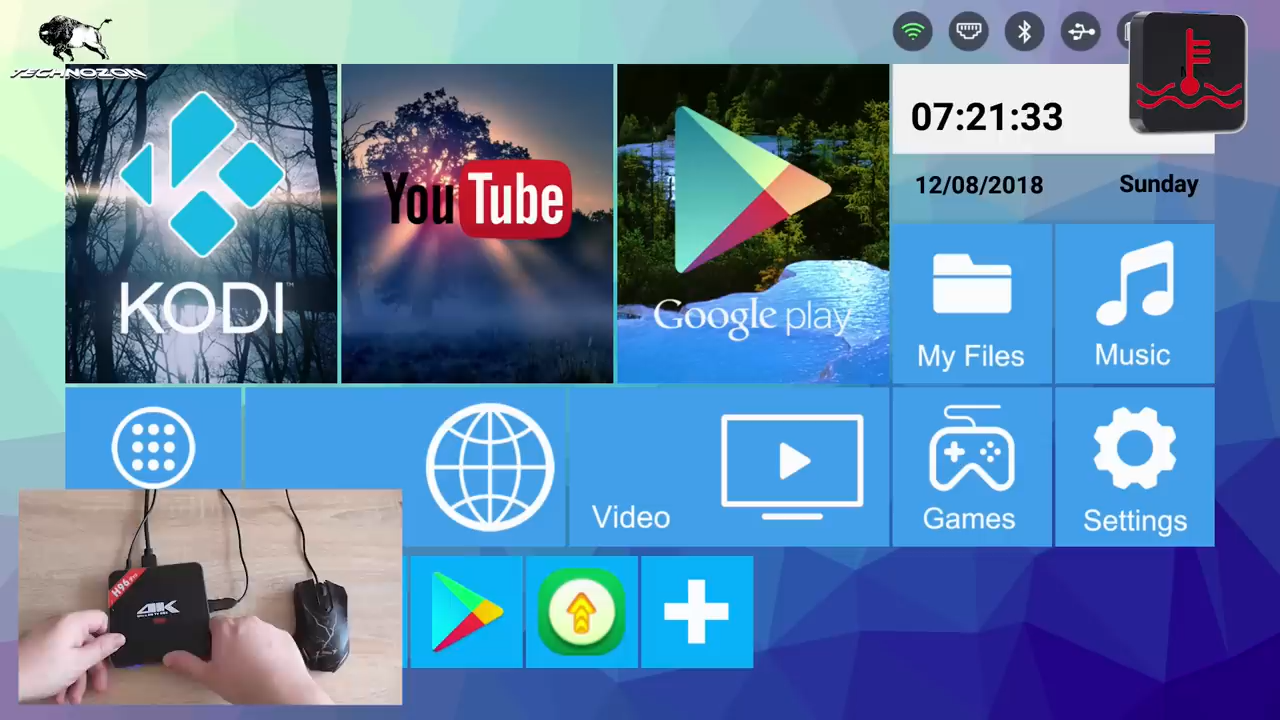 TECHNOZON
07:21:33
12/08/2018 Sunday
KODI
YouTube
Google play
My Files
Music
Video
Games
Settings
H96 Pro
4K